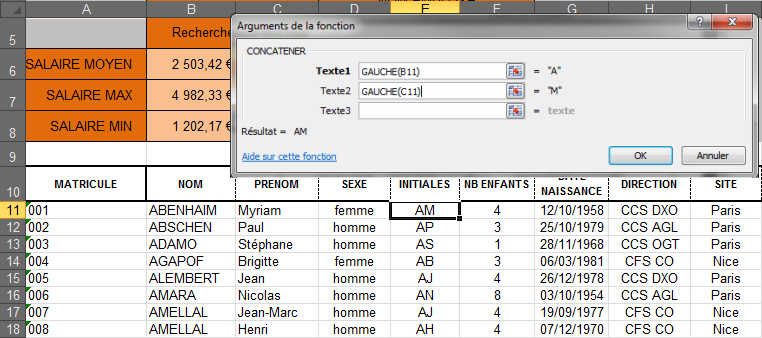 A B C D E F G H I
Arguments de la fonction
CONCATENER
Texte1 GAUCHE(B11) = "A"
Texte2 GAUCHE(C11) = "M"
Texte3 = texte
Résultat = AM
Aide sur cette fonction
OK Annuler
5 Recherche
6 SALAIRE MOYEN 2 503,42 €
7 SALAIRE MAX 4 982,33 €
8 SALAIRE MIN 1 202,17 €
9
10 MATRICULE NOM PRENOM SEXE INITIALES NB ENFANTS DATE NAISSANCE DIRECTION SITE
11 001 ABENHAIM Myriam femme AM 4 12/10/1958 CCS DXO Paris
12 002 ABSCHEN Paul homme AP 3 25/10/1979 CCS AGL Paris
13 003 ADAMO Stéphane homme AS 1 28/11/1968 CCS OGT Paris
14 004 AGAPOF Brigitte femme AB 3 06/03/1981 CFS CO Nice
15 005 ALEMBERT Jean homme AJ 4 26/12/1978 CCS DXO Paris
16 006 AMARA Nicolas homme AN 8 03/10/1954 CCS AGL Paris
17 007 AMELLAL Jean-Marc homme AJ 4 19/09/1977 CFS CO Nice
18 008 AMELLAL Henri homme AH 4 07/12/1970 CFS CO Nice